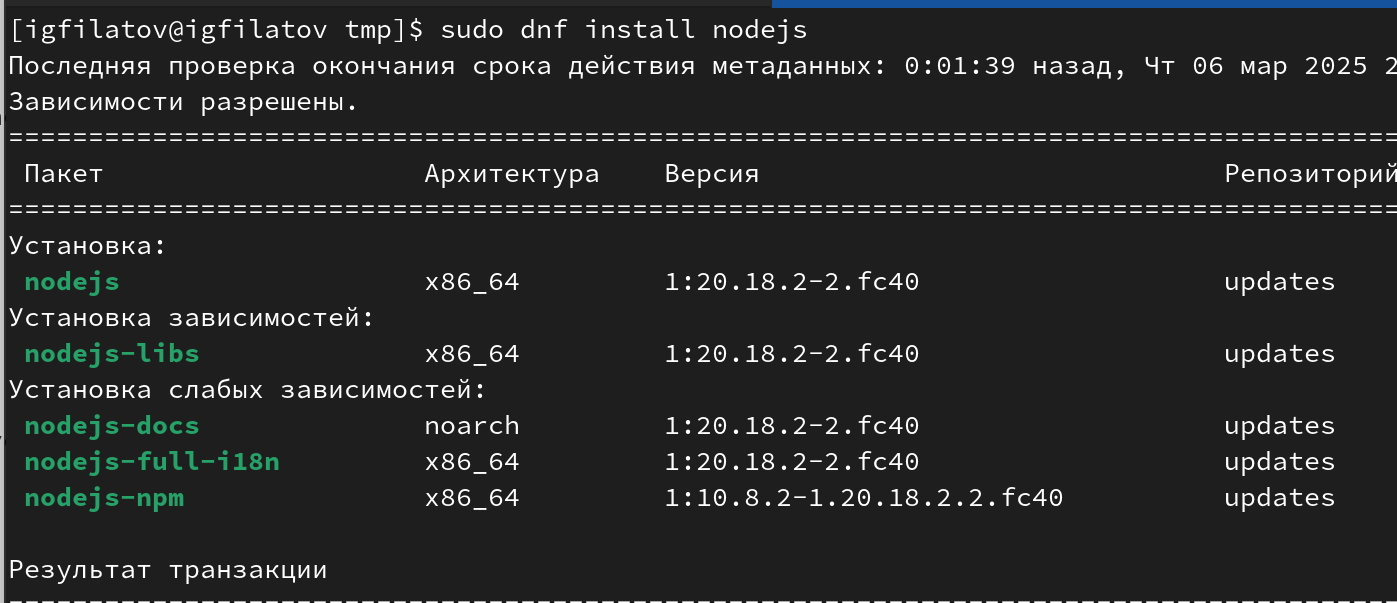 [igfilatov@igfilatov tmp]$ sudo dnf install nodejs
Последняя проверка окончания срока действия метаданных: 0:01:39 назад, Чт 06 мар 2025 2
Зависимости разрешены.
================================================================================
Пакет Архитектура Версия Репозиторий
================================================================================
Установка:
nodejs x86_64 1:20.18.2-2.fc40 updates
Установка зависимостей:
nodejs-libs x86_64 1:20.18.2-2.fc40 updates
Установка слабых зависимостей:
nodejs-docs noarch 1:20.18.2-2.fc40 updates
nodejs-full-i18n x86_64 1:20.18.2-2.fc40 updates
nodejs-npm x86_64 1:10.8.2-1.20.18.2.2.fc40 updates
Результат транзакции